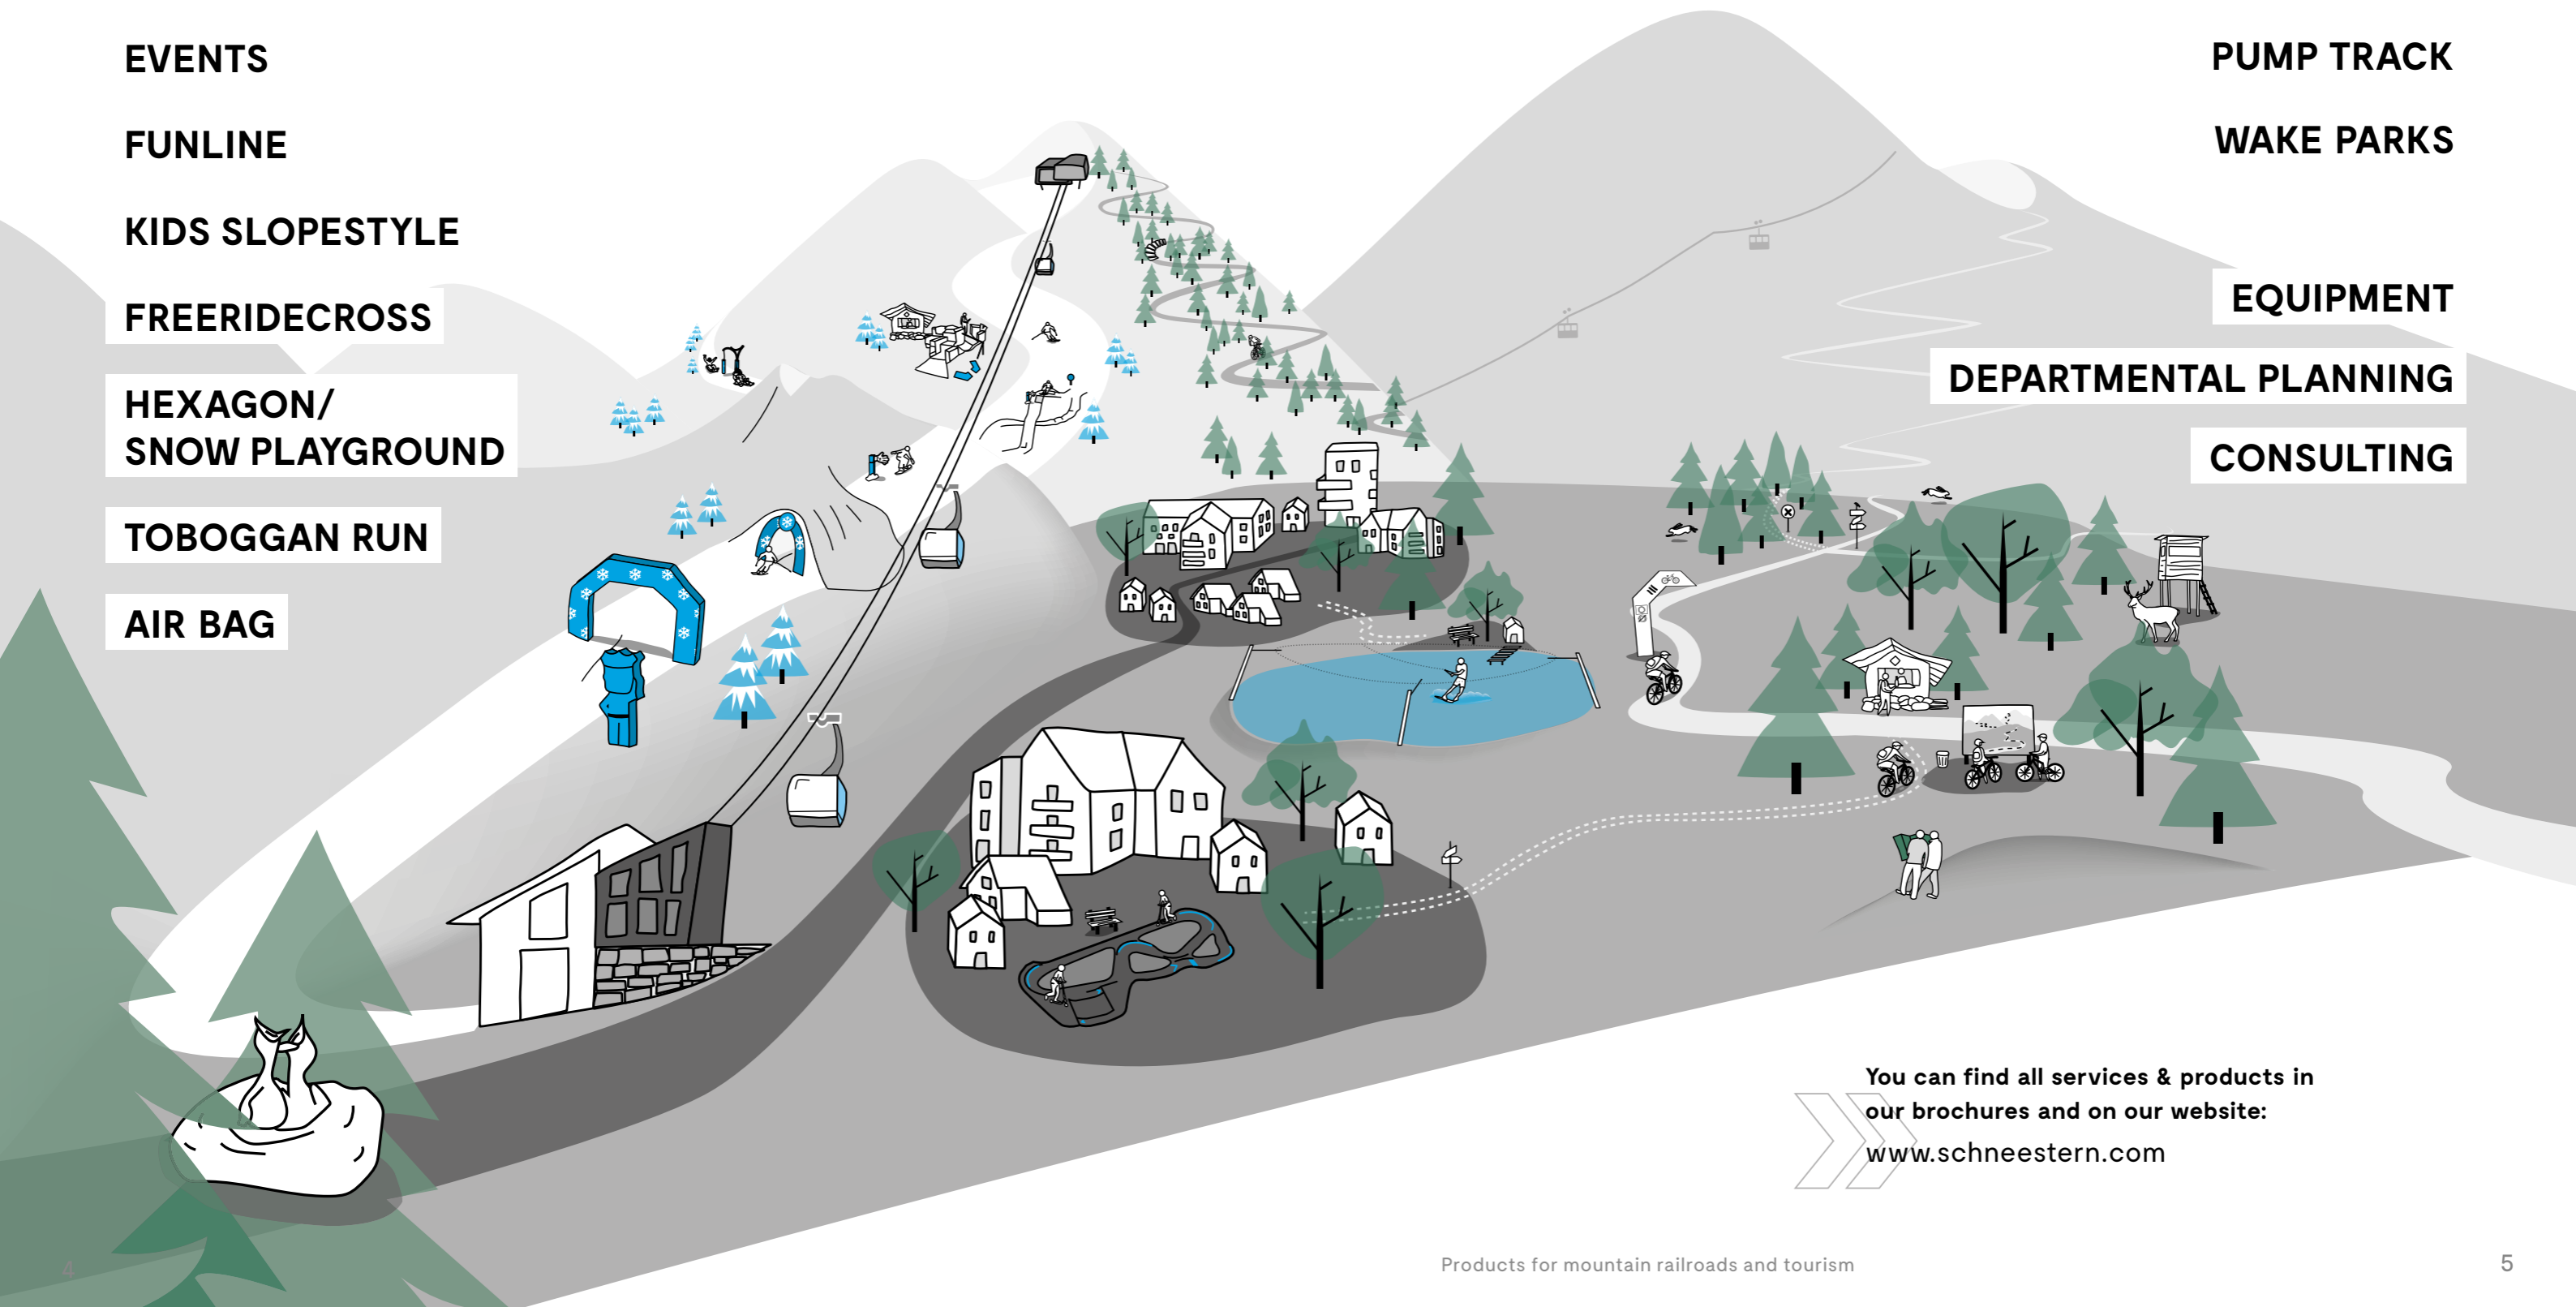 EVENTS
FUNLINE
KIDS SLOPESTYLE
FREERIDECROSS
HEXAGON/
SNOW PLAYGROUND
TOBOGGAN RUN
AIR BAG
PUMP TRACK
WAKE PARKS
EQUIPMENT
DEPARTMENTAL PLANNING
CONSULTING
You can find all services & products in
our brochures and on our website:
www.schneestern.com
4
Products for mountain railroads and tourism
5